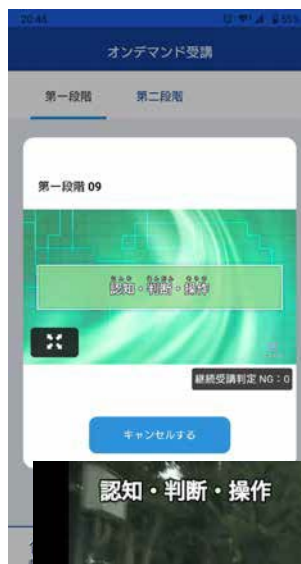 20:44
55%
オンデマンド受講
第一段階
第二段階
第一段階 09
にんち はんだん そうさ
認知・判断・操作
継続受講判定 NG：0
キャンセルする
認知・判断・操作